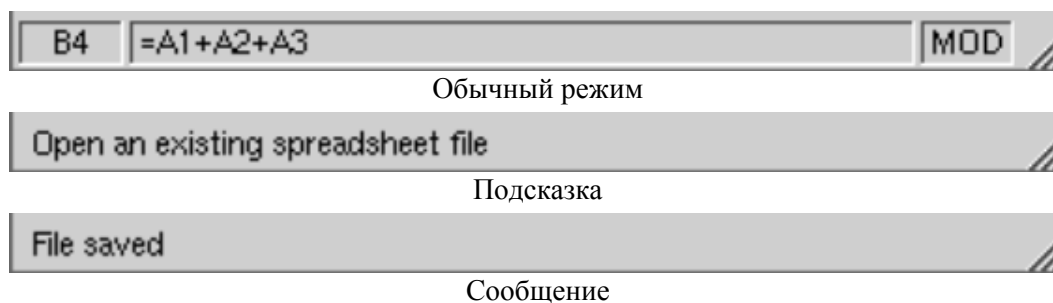 B4 =A1+A2+A3 MOD
Обычный режим
Open an existing spreadsheet file
Подсказка
File saved
Сообщение